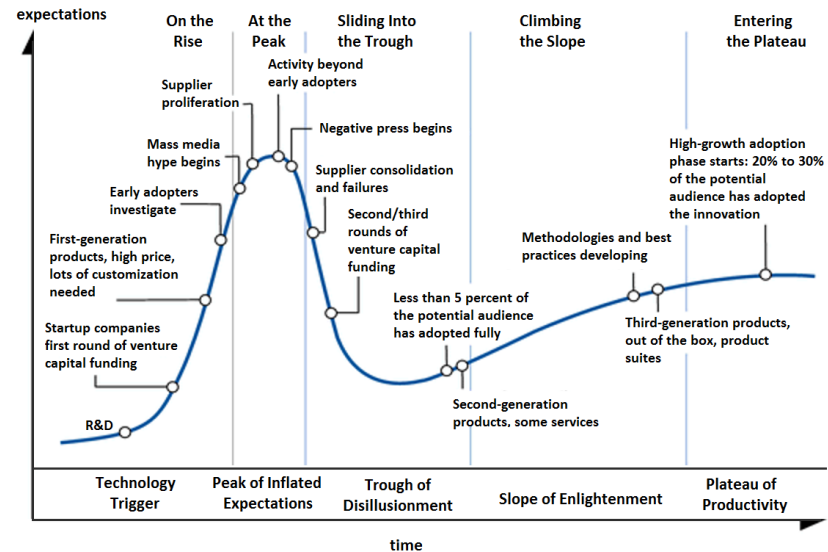 expectations
On the
Rise
At the
Peak
Sliding Into
the Trough
Climbing
the Slope
Entering
the Plateau
Activity beyond
early adopters
Supplier
proliferation
Negative press begins
Mass media
hype begins
High-growth adoption
phase starts: 20% to 30%
of the potential
audience has adopted
the innovation
Supplier consolidation
and failures
Early adopters
investigate
Second/third
rounds of
venture capital
funding
First-generation
products, high price,
lots of customization
needed
Methodologies and best
practices developing
Less than 5 percent of
the potential audience
has adopted fully
Startup companies
first round of venture
capital funding
Third-generation products,
out of the box, product
suites
R&D
Second-generation
products, some services
Technology
Trigger
Peak of Inflated
Expectations
Trough of
Disillusionment
Slope of Enlightenment
Plateau of
Productivity
time